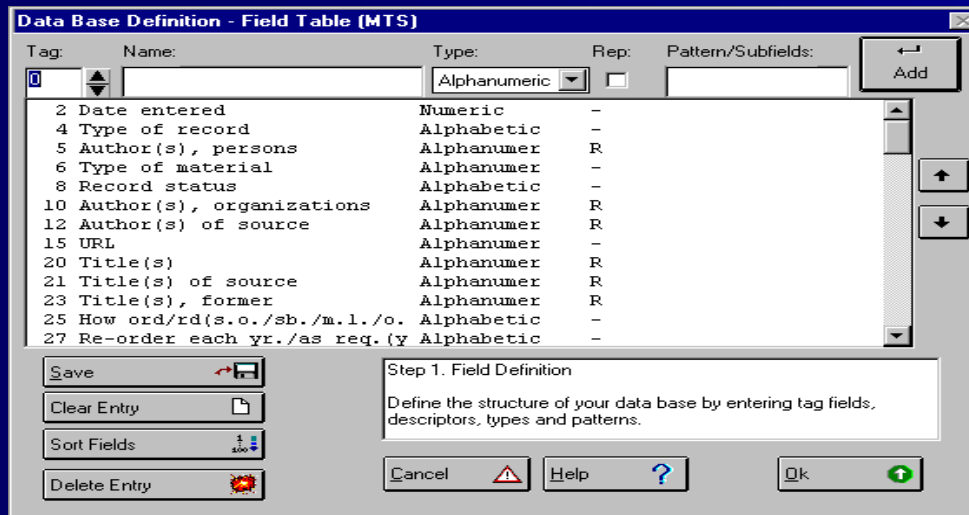 Data Base Definition - Field Table (MTS)
Tag: Name: Type: Rep: Pattern/Subfields:
0 Alphanumeric Add
2 Date entered Numeric -
4 Type of record Alphabetic -
5 Author(s), persons Alphanumer R
6 Type of material Alphanumer -
8 Record status Alphabetic -
10 Author(s), organizations Alphanumer R
12 Author(s) of source Alphanumer R
15 URL Alphanumer -
20 Title(s) Alphanumer R
21 Title(s) of source Alphanumer R
23 Title(s), former Alphanumer R
25 How ord/rd(s.o./sb./m.l./o. Alphabetic -
27 Re-order each yr./as req.(y Alphabetic -
Save
Clear Entry
Sort Fields
Delete Entry
Step 1. Field Definition
Define the structure of your data base by entering tag fields,
descriptors, types and patterns.
Cancel Help ? Ok